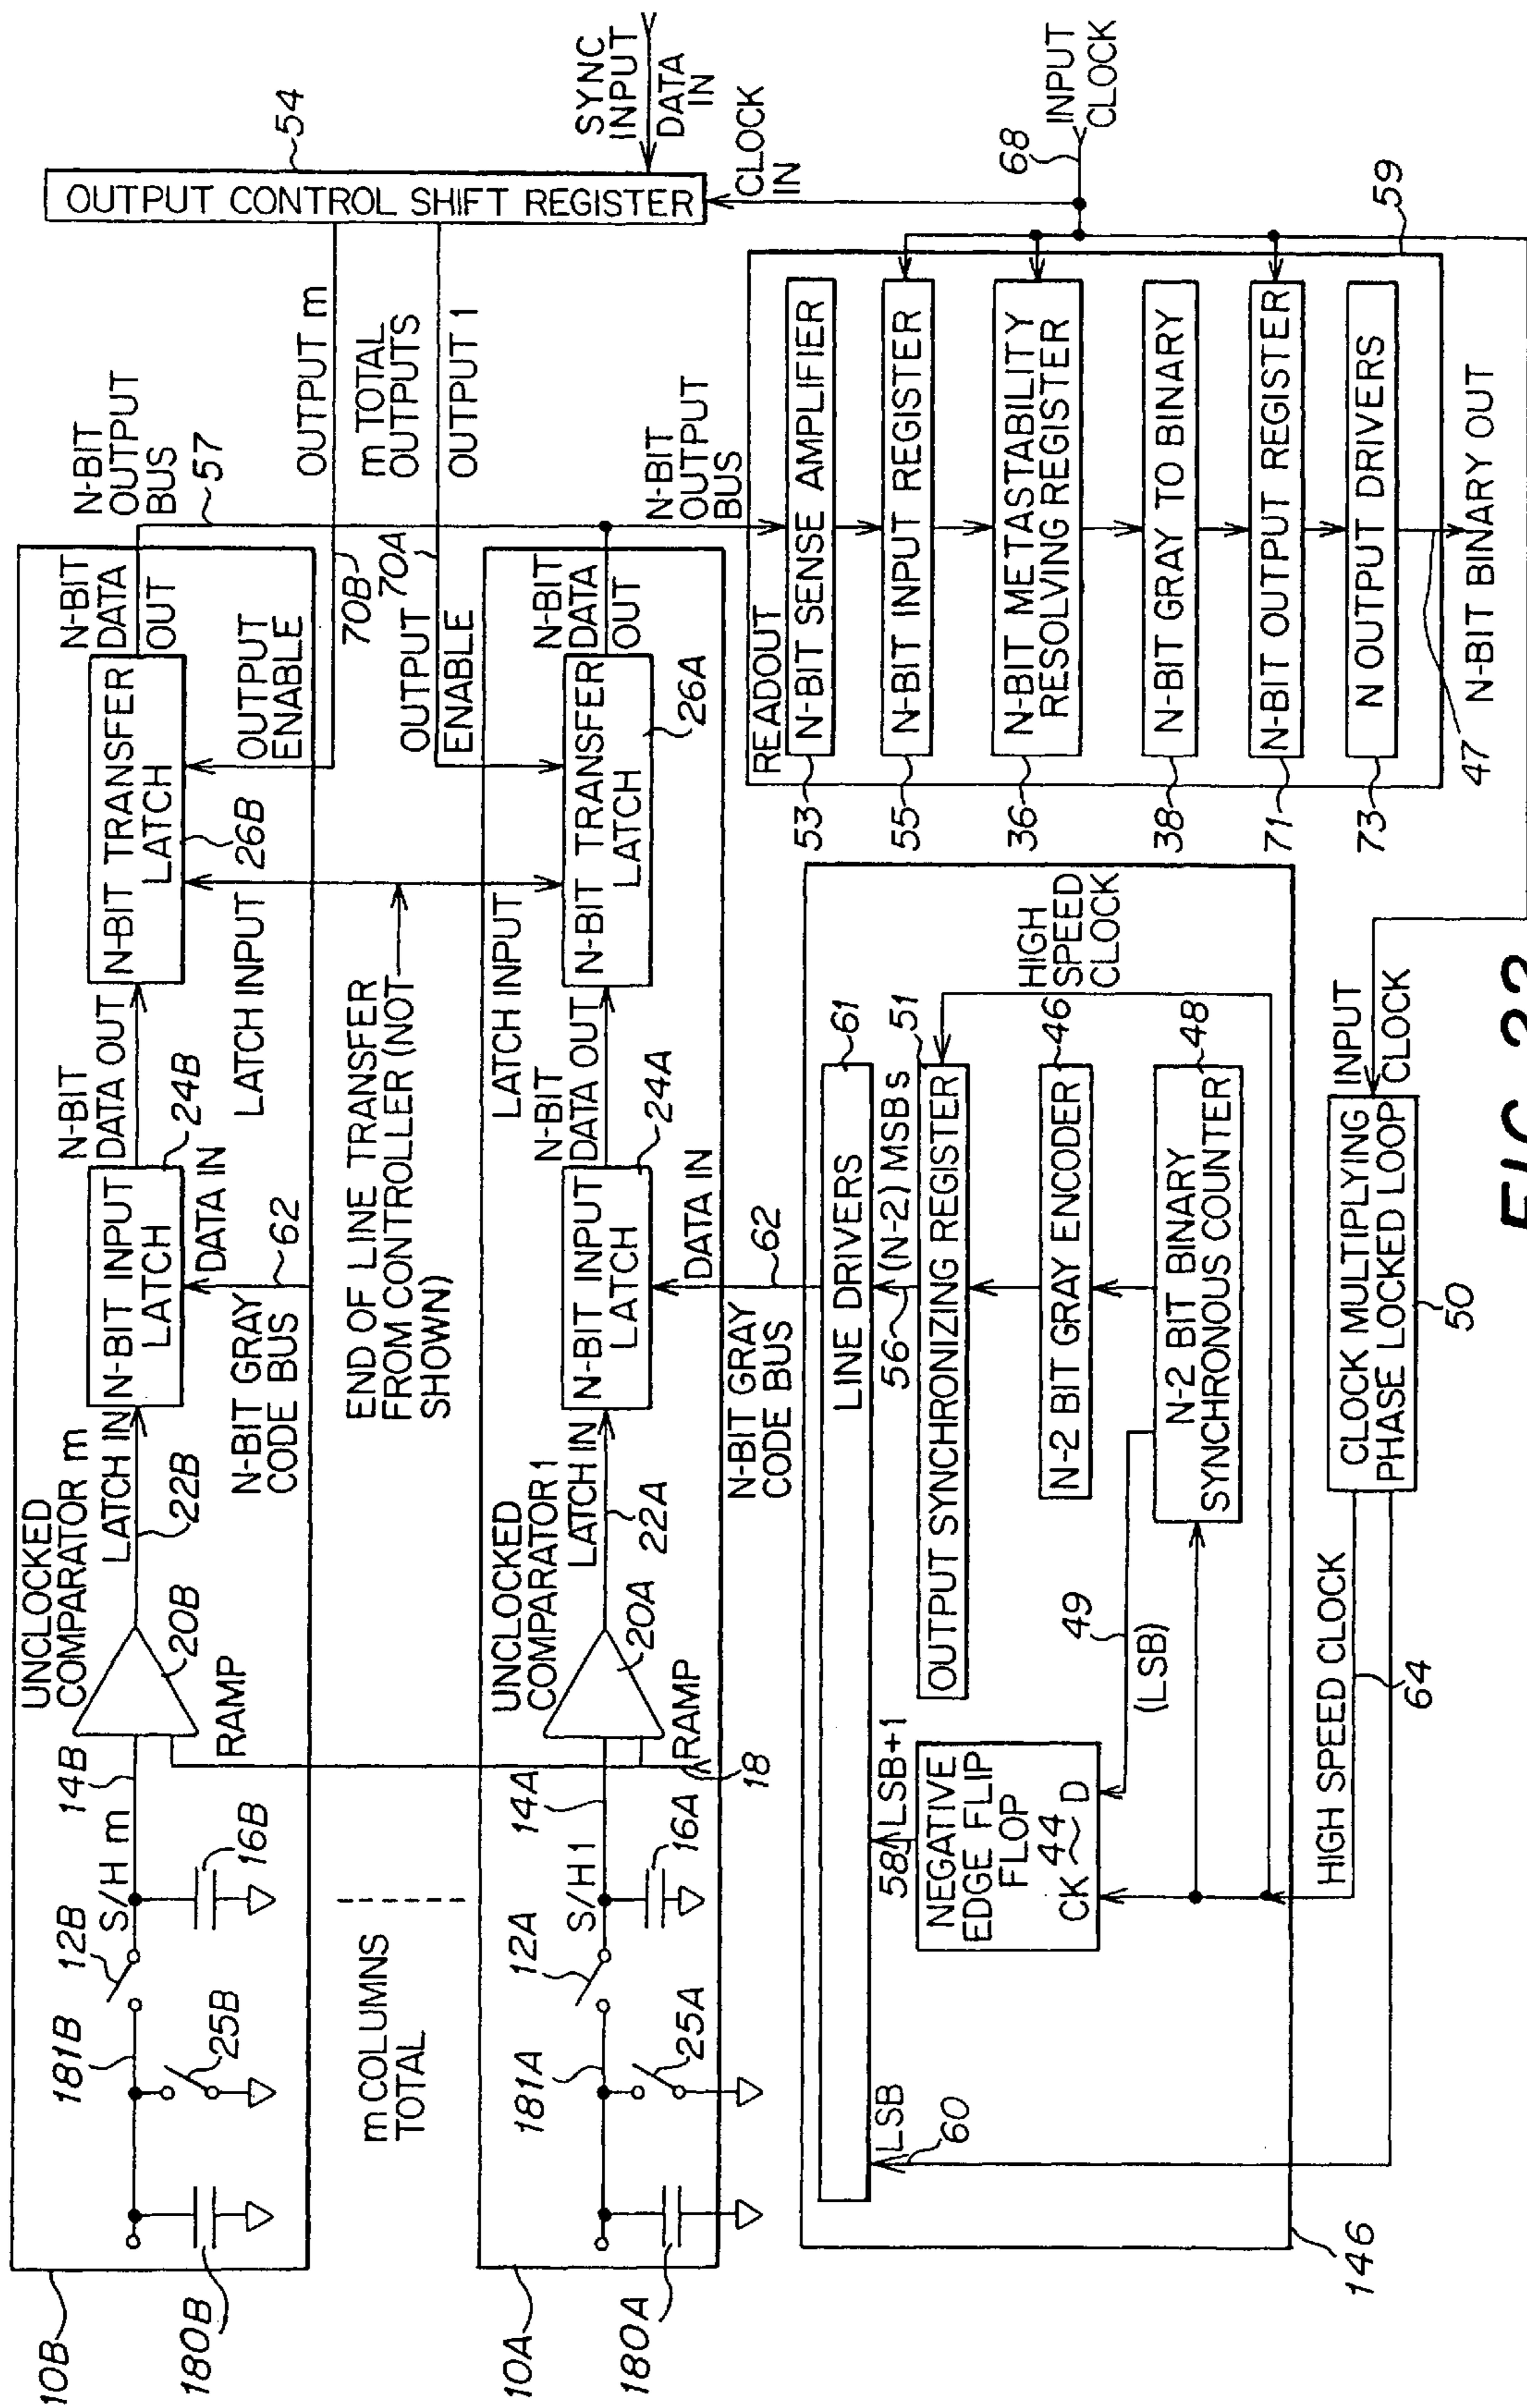 10B
180B
181B
12B
25B
S/H m
16B
14B
UNCLOCKED
COMPARATOR m
20B
RAMP
LATCH IN
22B
N-BIT INPUT
LATCH
24B
N-BIT
DATA OUT
DATA IN
62
N-BIT GRAY
CODE BUS
N-BIT TRANSFER
LATCH
26B
LATCH INPUT
OUTPUT
ENABLE
N-BIT
DATA
OUT
N-BIT
OUTPUT
BUS
57
70B
70A
OUTPUT m
m TOTAL
OUTPUTS
OUTPUT 1
OUTPUT CONTROL SHIFT REGISTER
54
SYNC
INPUT
DATA
IN
CLOCK
IN
m COLUMNS
TOTAL
END OF LINE TRANSFER
FROM CONTROLLER (NOT
SHOWN)
10A
180A
181A
12A
25A
S/H 1
16A
14A
UNCLOCKED
COMPARATOR 1
20A
RAMP
18
LATCH IN
22A
N-BIT INPUT
LATCH
24A
N-BIT
DATA OUT
DATA IN
62
N-BIT GRAY
CODE BUS
LATCH INPUT
N-BIT TRANSFER
LATCH
26A
OUTPUT
ENABLE
N-BIT
DATA
OUT
N-BIT
OUTPUT
BUS
146
LSB
60
LINE DRIVERS
61
58
LSB+1
56
(N-2) MSBs
NEGATIVE
EDGE FLIP
FLOP
CK
44
D
OUTPUT SYNCHRONIZING REGISTER
51
HIGH
SPEED
CLOCK
N-2 BIT GRAY ENCODER
46
49
(LSB)
N-2 BIT BINARY
SYNCHRONOUS COUNTER
48
HIGH SPEED CLOCK
64
CLOCK MULTIPLYING
PHASE LOCKED LOOP
50
INPUT
CLOCK
READOUT
53
N-BIT SENSE AMPLIFIER
55
N-BIT INPUT REGISTER
36
N-BIT METASTABILITY
RESOLVING REGISTER
38
N-BIT GRAY TO BINARY
71
N-BIT OUTPUT REGISTER
73
N OUTPUT DRIVERS
47
N-BIT BINARY OUT
59
68
INPUT
CLOCK